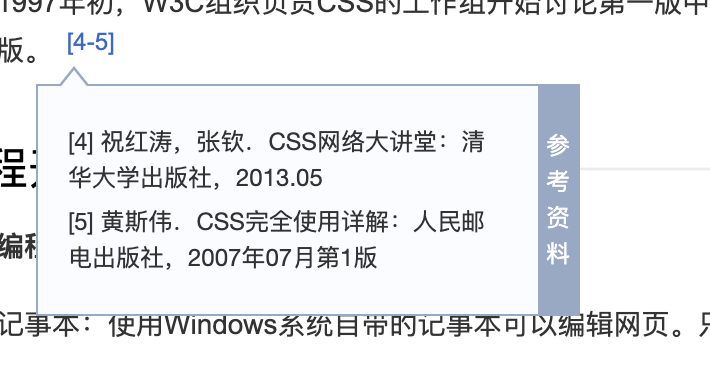 1997年初，W3C组织负责CSS的工作组开始讨论第一版中
版。 [4-5]
[4] 祝红涛，张钦．CSS网络大讲堂：清
华大学出版社，2013.05
[5] 黄斯伟．CSS完全使用详解：人民邮
电出版社，2007年07月第1版
参考资料
程
编程
记事本：使用Windows系统自带的记事本可以编辑网页。只